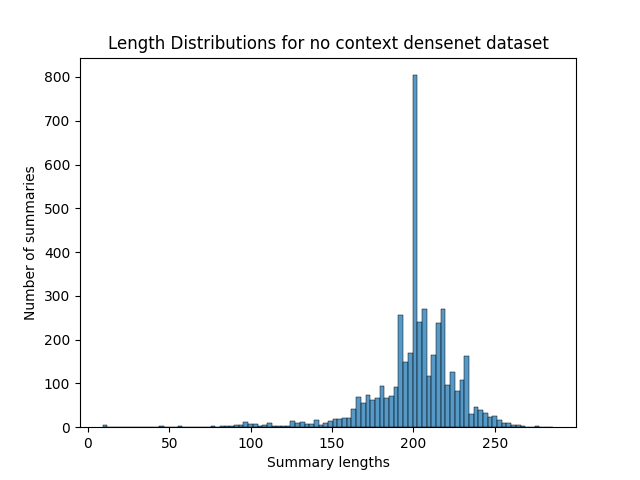 Length Distributions for no context densenet dataset
800
700
600
500
400
300
200
100
0
Number of summaries
0 50 100 150 200 250
Summary lengths